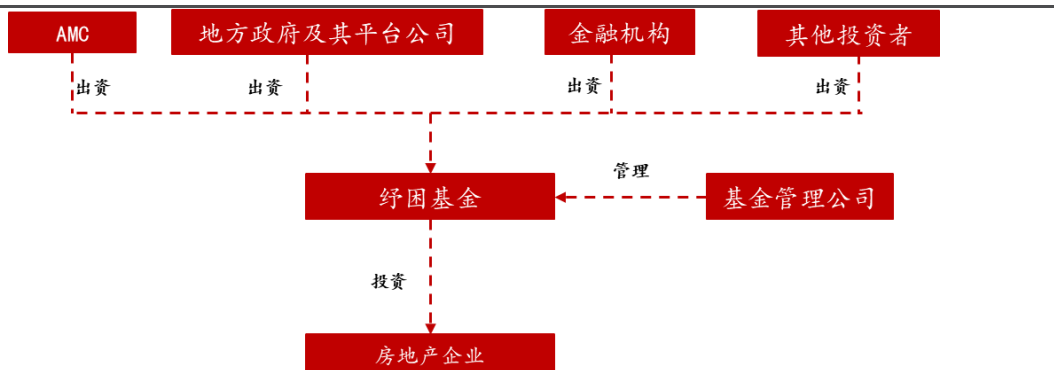 AMC
地方政府及其平台公司
金融机构
其他投资者
出资
出资
出资
出资
管理
纾困基金
基金管理公司
投资
房地产企业